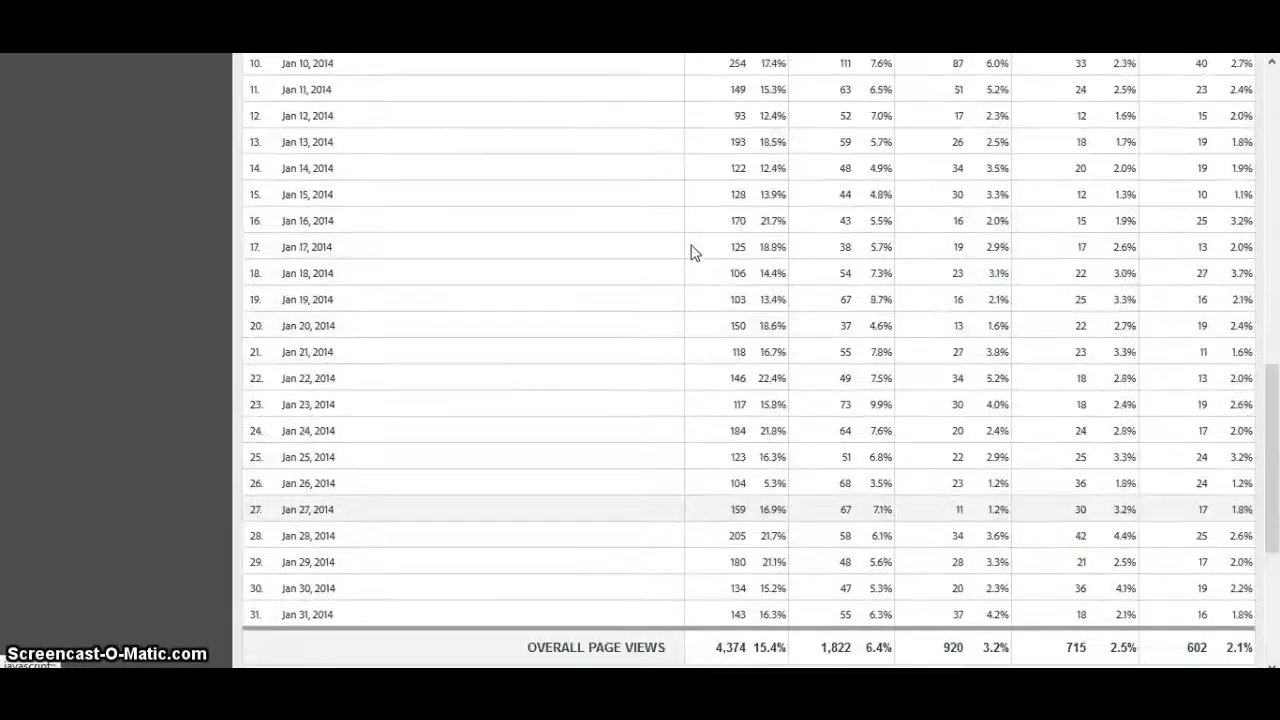 10. Jan 10, 2014 254 17.4% 111 7.6% 87 6.0% 33 2.3% 40 2.7%
11. Jan 11, 2014 149 15.3% 63 6.5% 51 5.2% 24 2.5% 23 2.4%
12. Jan 12, 2014 93 12.4% 52 7.0% 17 2.3% 12 1.6% 15 2.0%
13. Jan 13, 2014 193 18.5% 59 5.7% 26 2.5% 18 1.7% 19 1.8%
14. Jan 14, 2014 122 12.4% 48 4.9% 34 3.5% 20 2.0% 19 1.9%
15. Jan 15, 2014 128 13.9% 44 4.8% 30 3.3% 12 1.3% 10 1.1%
16. Jan 16, 2014 170 21.7% 43 5.5% 16 2.0% 15 1.9% 25 3.2%
17. Jan 17, 2014 125 18.8% 38 5.7% 19 2.9% 17 2.6% 13 2.0%
18. Jan 18, 2014 106 14.4% 54 7.3% 23 3.1% 22 3.0% 27 3.7%
19. Jan 19, 2014 103 13.4% 67 8.7% 16 2.1% 25 3.3% 16 2.1%
20. Jan 20, 2014 150 18.6% 37 4.6% 13 1.6% 22 2.7% 19 2.4%
21. Jan 21, 2014 118 16.7% 55 7.8% 27 3.8% 23 3.3% 11 1.6%
22. Jan 22, 2014 146 22.4% 49 7.5% 34 5.2% 18 2.8% 13 2.0%
23. Jan 23, 2014 117 15.8% 73 9.9% 30 4.0% 18 2.4% 19 2.6%
24. Jan 24, 2014 184 21.8% 64 7.6% 20 2.4% 24 2.8% 17 2.0%
25. Jan 25, 2014 123 16.3% 51 6.8% 22 2.9% 25 3.3% 24 3.2%
26. Jan 26, 2014 104 5.3% 68 3.5% 23 1.2% 36 1.8% 24 1.2%
27. Jan 27, 2014 159 16.9% 67 7.1% 11 1.2% 30 3.2% 17 1.8%
28. Jan 28, 2014 205 21.7% 58 6.1% 34 3.6% 42 4.4% 25 2.6%
29. Jan 29, 2014 180 21.1% 48 5.6% 28 3.3% 21 2.5% 17 2.0%
30. Jan 30, 2014 134 15.2% 47 5.3% 20 2.3% 36 4.1% 19 2.2%
31. Jan 31, 2014 143 16.3% 55 6.3% 37 4.2% 18 2.1% 16 1.8%
OVERALL PAGE VIEWS 4,374 15.4% 1,822 6.4% 920 3.2% 715 2.5% 602 2.1%
Screencast-O-Matic.com